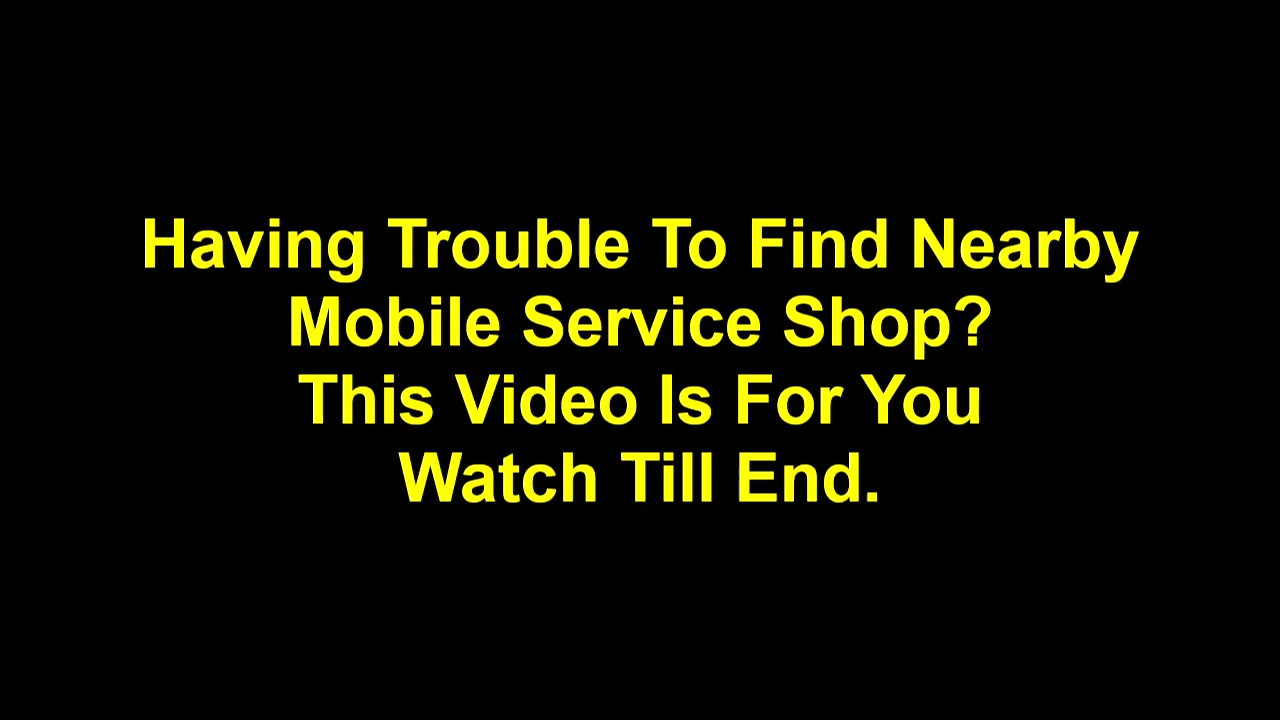 Having Trouble To Find Nearby
Mobile Service Shop?
This Video Is For You
Watch Till End.